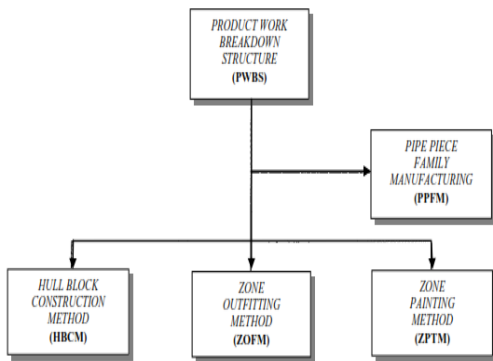 PRODUCT WORK
BREAKDOWN
STRUCTURE
(PWBS)
PIPE PIECE
FAMILY
MANUFACTURING
(PPFM)
HULL BLOCK
CONSTRUCTION
METHOD
(HBCM)
ZONE
OUTFITTING
METHOD
(ZOFM)
ZONE
PAINTING
METHOD
(ZPTM)